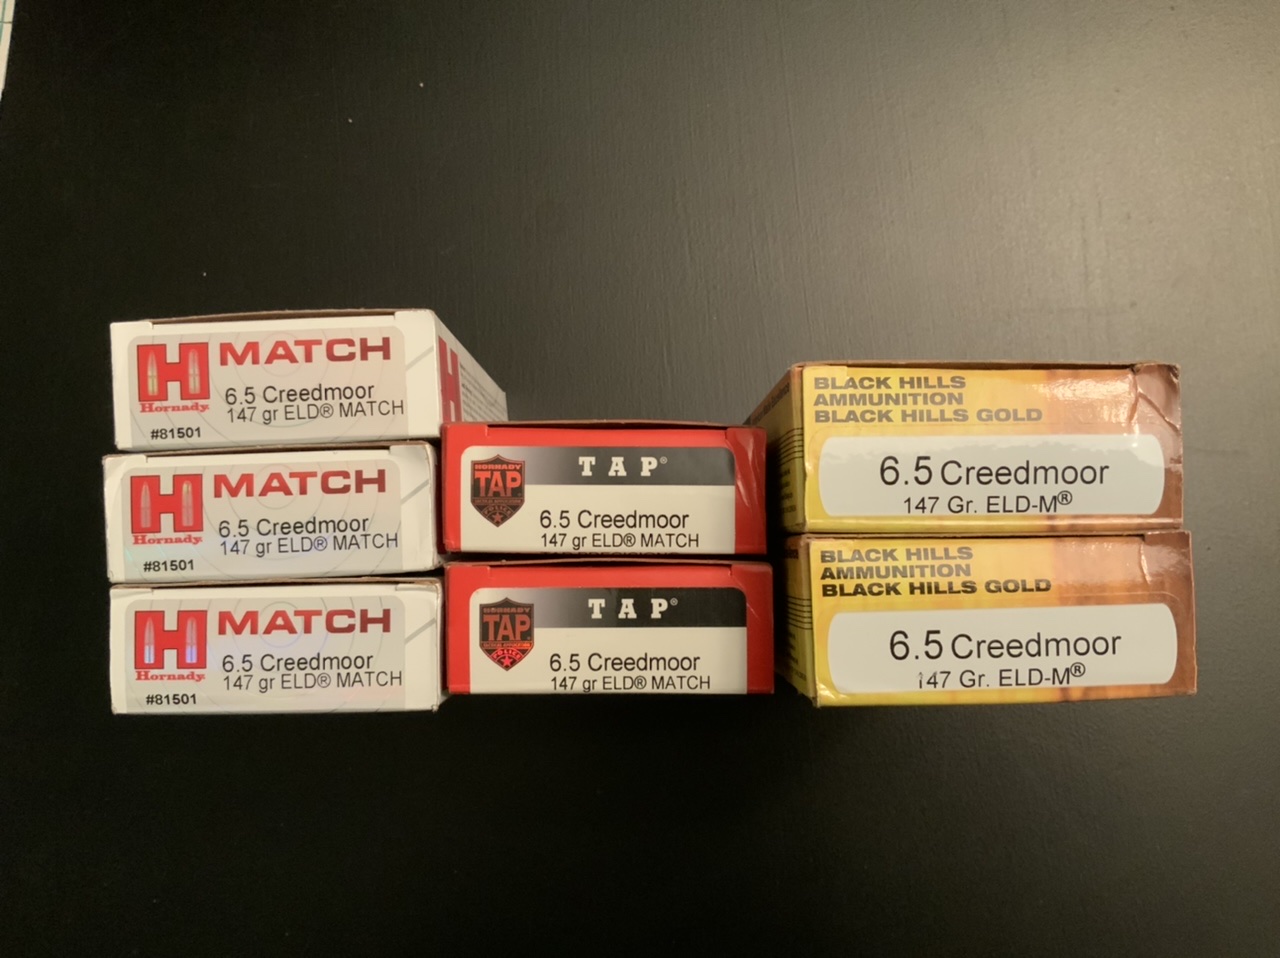 H MATCH
Hornady
6.5 Creedmoor
147 gr ELD® MATCH
#81501
H MATCH
Hornady
6.5 Creedmoor
147 gr ELD® MATCH
#81501
H MATCH
Hornady
6.5 Creedmoor
147 gr ELD® MATCH
#81501
TAP®
HORNADY
TAP
6.5 Creedmoor
147 gr ELD® MATCH
TAP®
HORNADY
TAP
POLICE
6.5 Creedmoor
147 gr ELD® MATCH
BLACK HILLS
AMMUNITION
BLACK HILLS GOLD
6.5 Creedmoor
147 Gr. ELD-M®
BLACK HILLS
AMMUNITION
BLACK HILLS GOLD
6.5 Creedmoor
147 Gr. ELD-M®